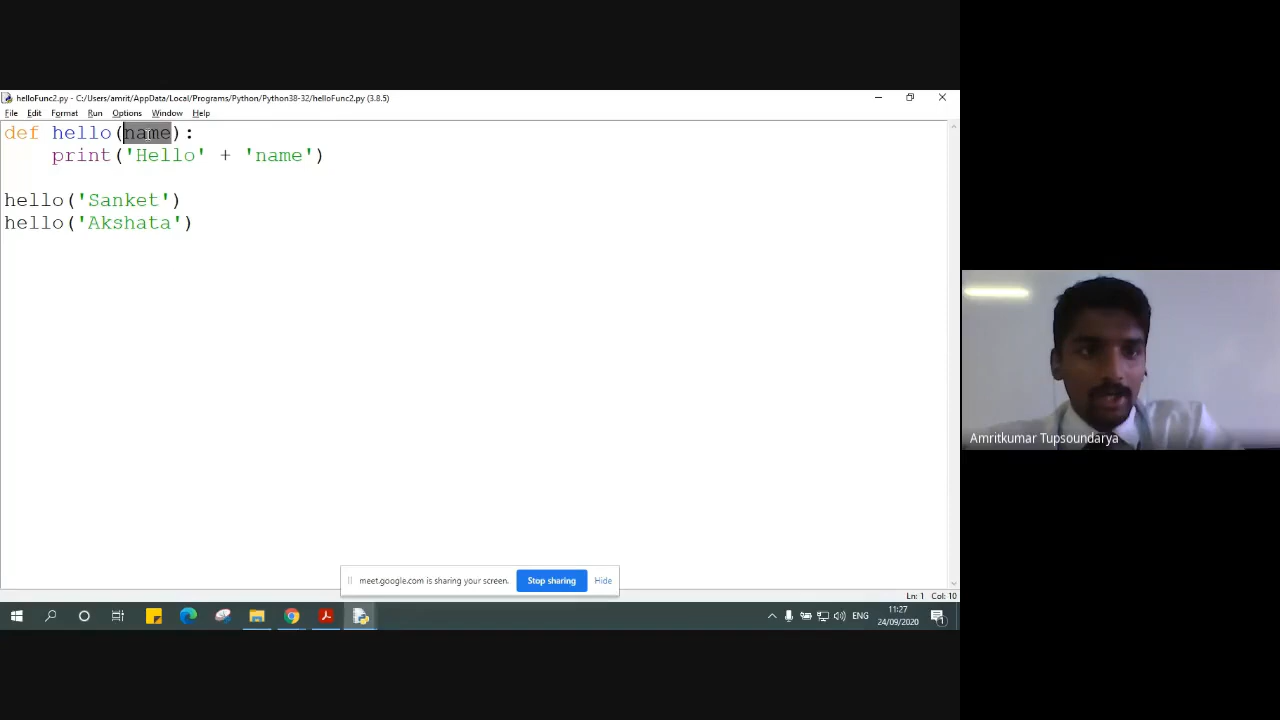 helloFunc2.py - C:/Users/amrit/AppData/Local/Programs/Python/Python38-32/helloFunc2.py (3.8.5)
File Edit Format Run Options Window Help
def hello(name):
    print('Hello' + 'name')
hello('Sanket')
hello('Akshata')
Amritkumar Tupsoundarya
meet.google.com is sharing your screen. Stop sharing Hide
Ln: 1 Col: 10
ENG
11:27
24/09/2020
1